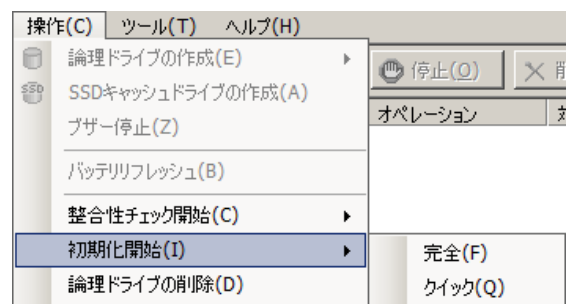 操作(C) ツール(T) ヘルプ(H)
論理ドライブの作成(E)
SSD SSDキャッシュドライブの作成(A)
ブザー停止(Z)
バッテリリフレッシュ(B)
整合性チェック開始(C)
初期化開始(I)
論理ドライブの削除(D)
停止(O)
オペレーション
完全(F)
クイック(Q)